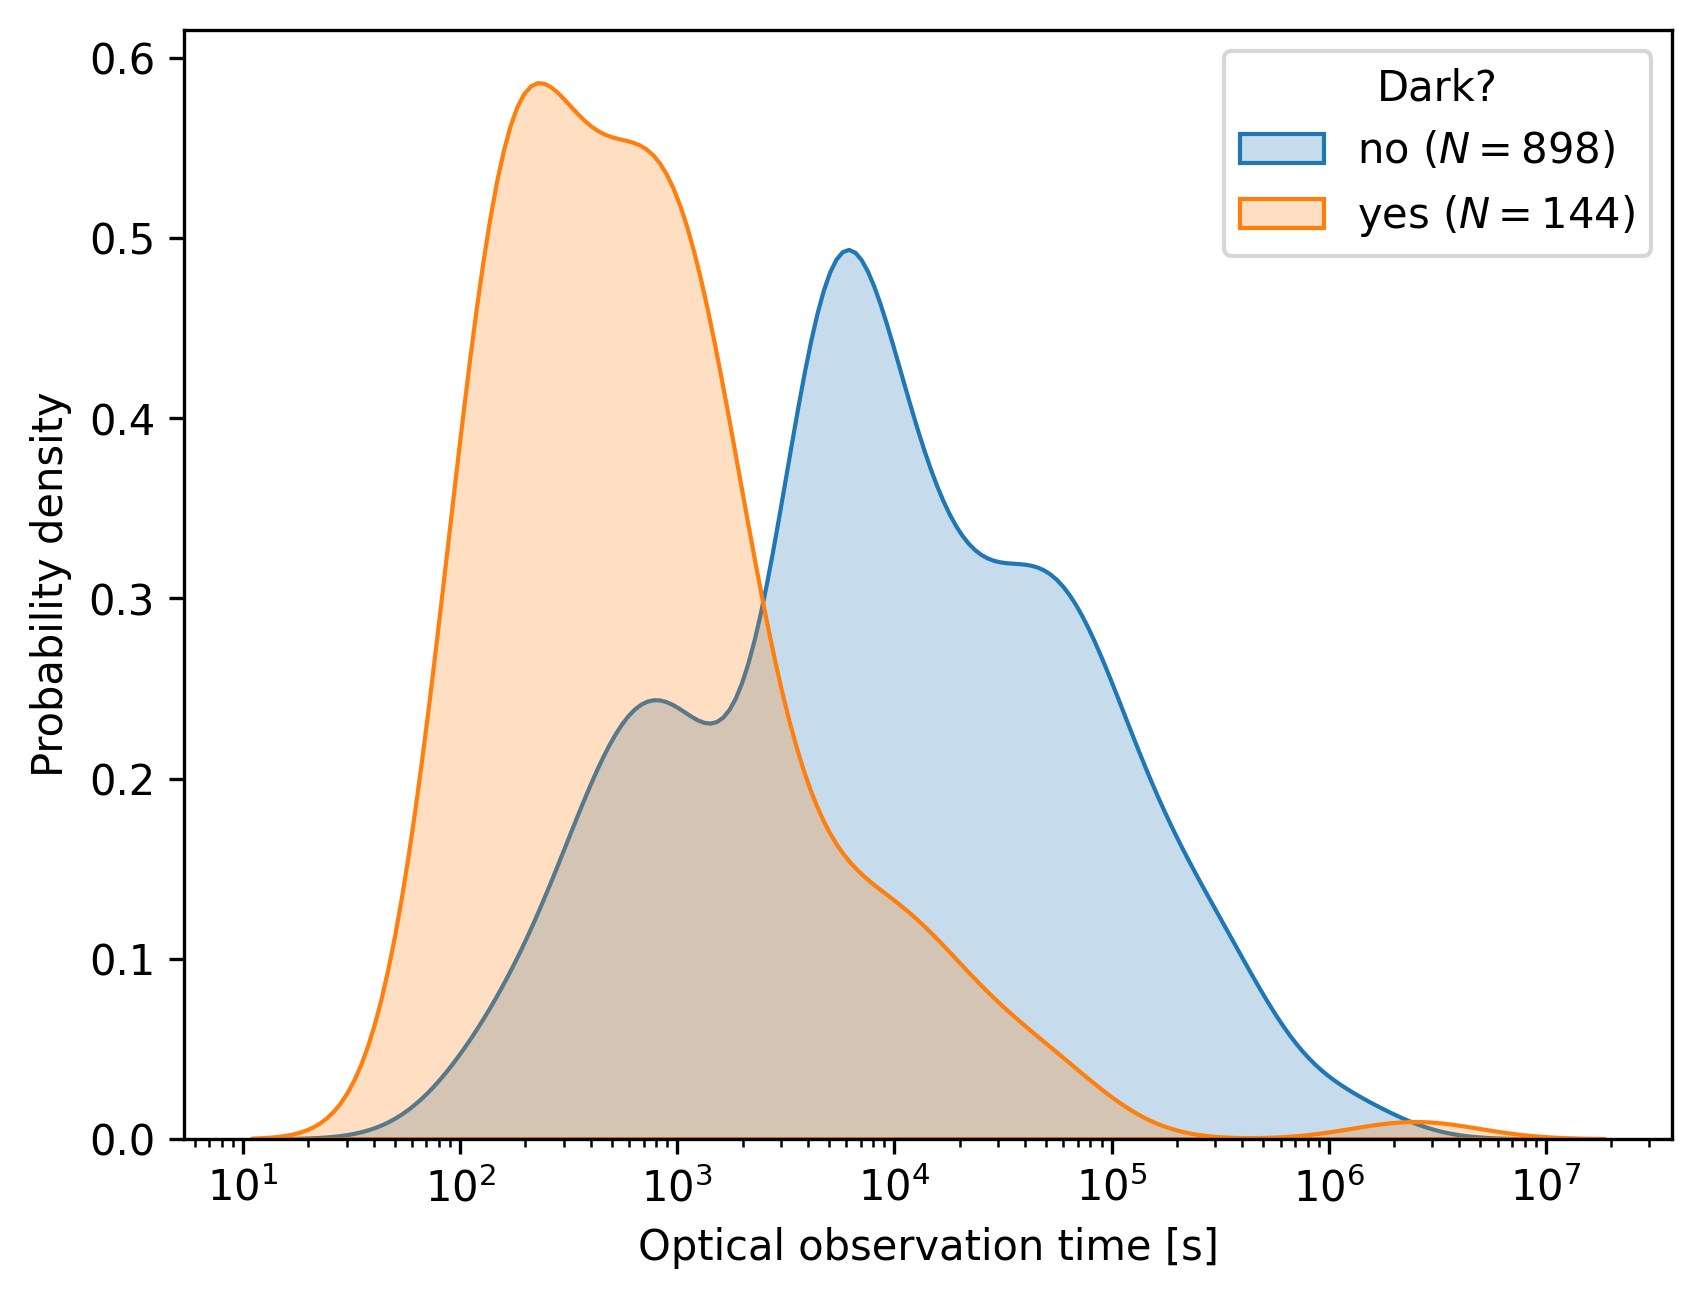 Dark?
no (N = 898)
yes (N = 144)
0.6
0.5
0.4
0.3
0.2
0.1
0.0
Probability density
10¹ 10² 10³ 10⁴ 10⁵ 10⁶ 10⁷
Optical observation time [s]